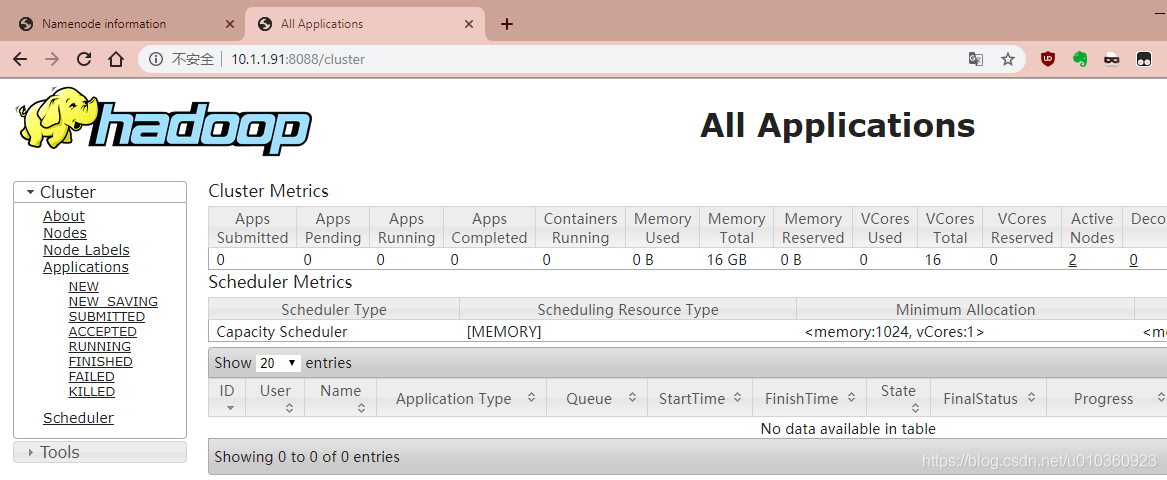 Namenode information
All Applications
不安全 10.1.1.91:8088/cluster
hadoop
All Applications
Cluster
About
Nodes
Node Labels
Applications
NEW
NEW_SAVING
SUBMITTED
ACCEPTED
RUNNING
FINISHED
FAILED
KILLED
Scheduler
Tools
Cluster Metrics
Apps Submitted Apps Pending Apps Running Apps Completed Containers Running Memory Used Memory Total Memory Reserved VCores Used VCores Total VCores Reserved Active Nodes Deco
0 0 0 0 0 0 B 16 GB 0 B 0 16 0 2 0
Scheduler Metrics
Scheduler Type Scheduling Resource Type Minimum Allocation
Capacity Scheduler [MEMORY] <memory:1024, vCores:1> <me
Show 20 entries
ID User Name Application Type Queue StartTime FinishTime State FinalStatus Progress
No data available in table
Showing 0 to 0 of 0 entries
https://blog.csdn.net/u010360923